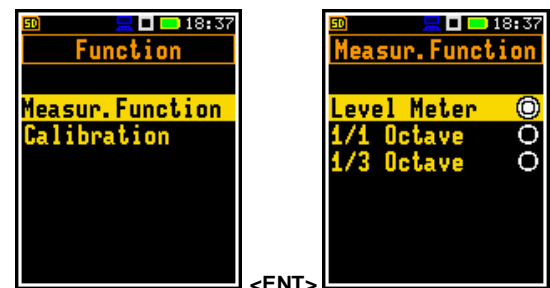 SD 18:37
Function
Measur.Function
Calibration
<ENT>
SD 18:37
Measur.Function
Level Meter
1/1 Octave
1/3 Octave